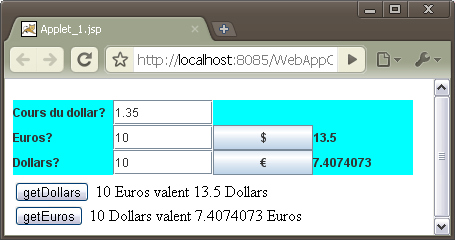 Applet_1.jsp
http://localhost:8085/WebAppC
Cours du dollar? 1.35
Euros? 10 $ 13.5
Dollars? 10 € 7.4074073
getDollars 10 Euros valent 13.5 Dollars
getEuros 10 Dollars valent 7.4074073 Euros